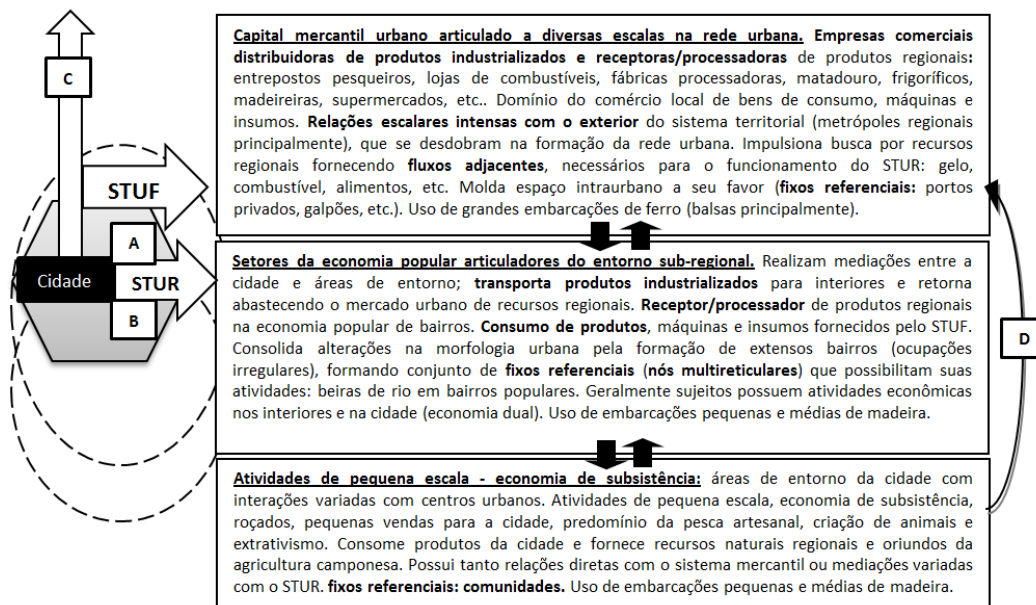 C
STUF
A
Cidade
STUR
B
Capital mercantil urbano articulado a diversas escalas na rede urbana. Empresas comerciais
distribuidoras de produtos industrializados e receptoras/processadoras de produtos regionais:
entrepostos pesqueiros, lojas de combustíveis, fábricas processadoras, matadouro, frigoríficos,
madeireiras, supermercados, etc.. Domínio do comércio local de bens de consumo, máquinas e
insumos. Relações escalares intensas com o exterior do sistema territorial (metrópoles regionais
principalmente), que se desdobram na formação da rede urbana. Impulsiona busca por recursos
regionais fornecendo fluxos adjacentes, necessários para o funcionamento do STUR: gelo,
combustível, alimentos, etc. Molda espaço intraurbano a seu favor (fixos referenciais: portos
privados, galpões, etc.). Uso de grandes embarcações de ferro (balsas principalmente).
Setores da economia popular articuladores do entorno sub-regional. Realizam mediações entre a
cidade e áreas de entorno; transporta produtos industrializados para interiores e retorna
abastecendo o mercado urbano de recursos regionais. Receptor/processador de produtos regionais
na economia popular de bairros. Consumo de produtos, máquinas e insumos fornecidos pelo STUF.
Consolida alterações na morfologia urbana pela formação de extensos bairros (ocupações
irregulares), formando conjunto de fixos referenciais (nós multireticulares) que possibilitam suas
atividades: beiras de rio em bairros populares. Geralmente sujeitos possuem atividades econômicas
nos interiores e na cidade (economia dual). Uso de embarcações pequenas e médias de madeira.
D
Atividades de pequena escala - economia de subsistência: áreas de entorno da cidade com
interações variadas com centros urbanos. Atividades de pequena escala, economia de subsistência,
roçados, pequenas vendas para a cidade, predomínio da pesca artesanal, criação de animais e
extrativismo. Consome produtos da cidade e fornece recursos naturais regionais e oriundos da
agricultura camponesa. Possui tanto relações diretas com o sistema mercantil ou mediações variadas
com o STUR. fixos referenciais: comunidades. Uso de embarcações pequenas e médias de madeira.